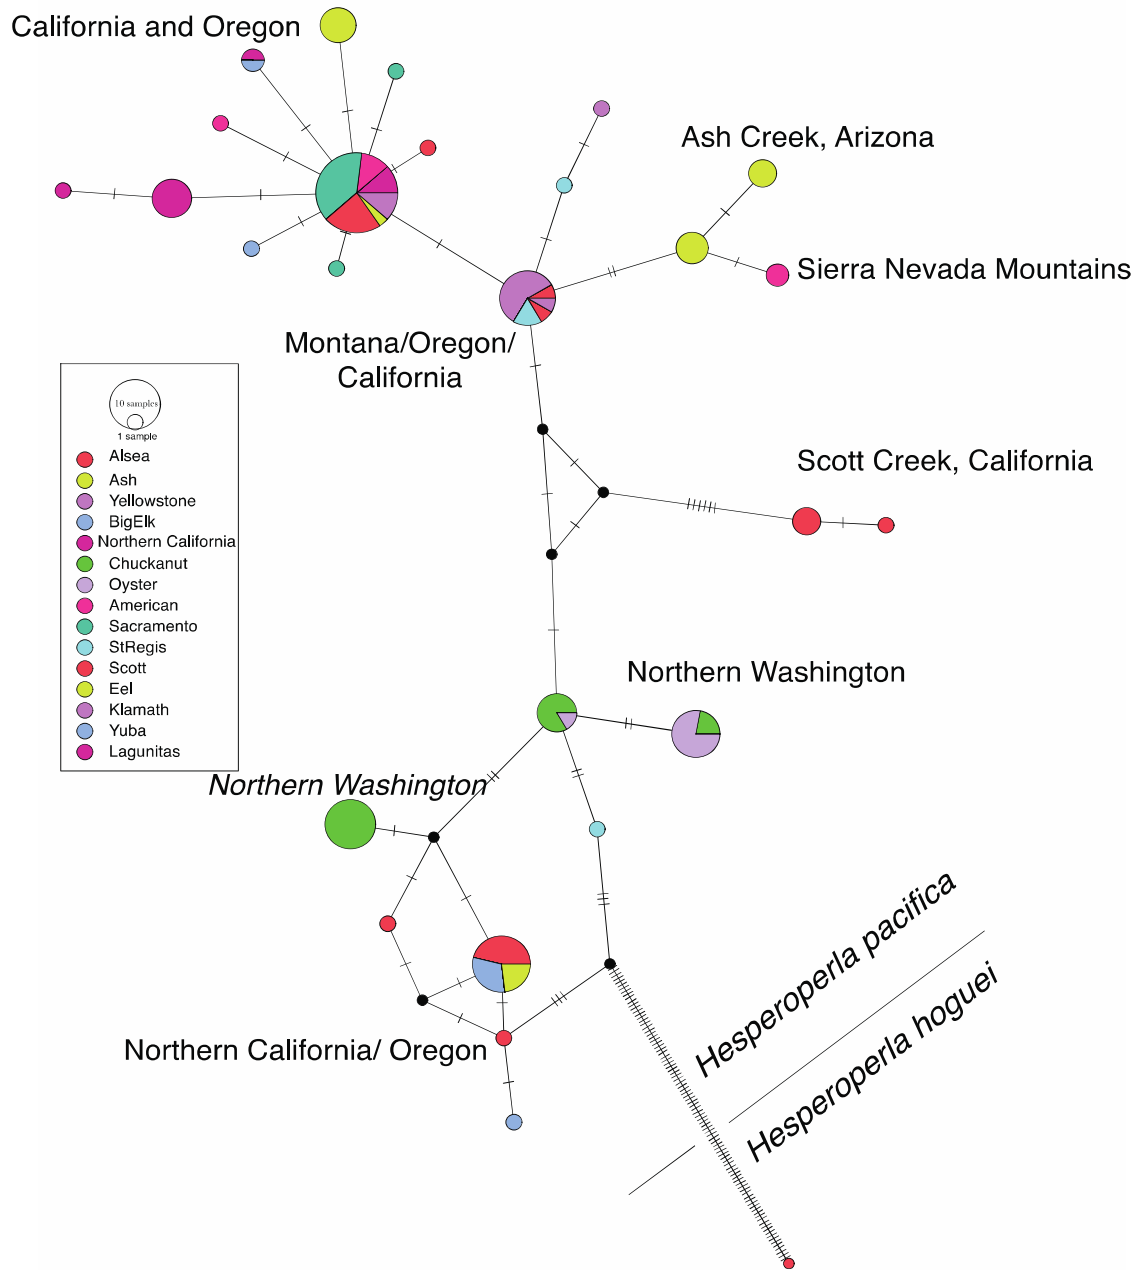 California and Oregon
Ash Creek, Arizona
Sierra Nevada Mountains
Montana/Oregon/
California
10 samples
1 sample
Alsea
Ash
Yellowstone
BigElk
Northern California
Chuckanut
Oyster
American
Sacramento
StRegis
Scott
Eel
Klamath
Yuba
Lagunitas
Scott Creek, California
Northern Washington
Northern Washington
Northern California/ Oregon
Hesperoperla pacifica
Hesperoperla hoguei